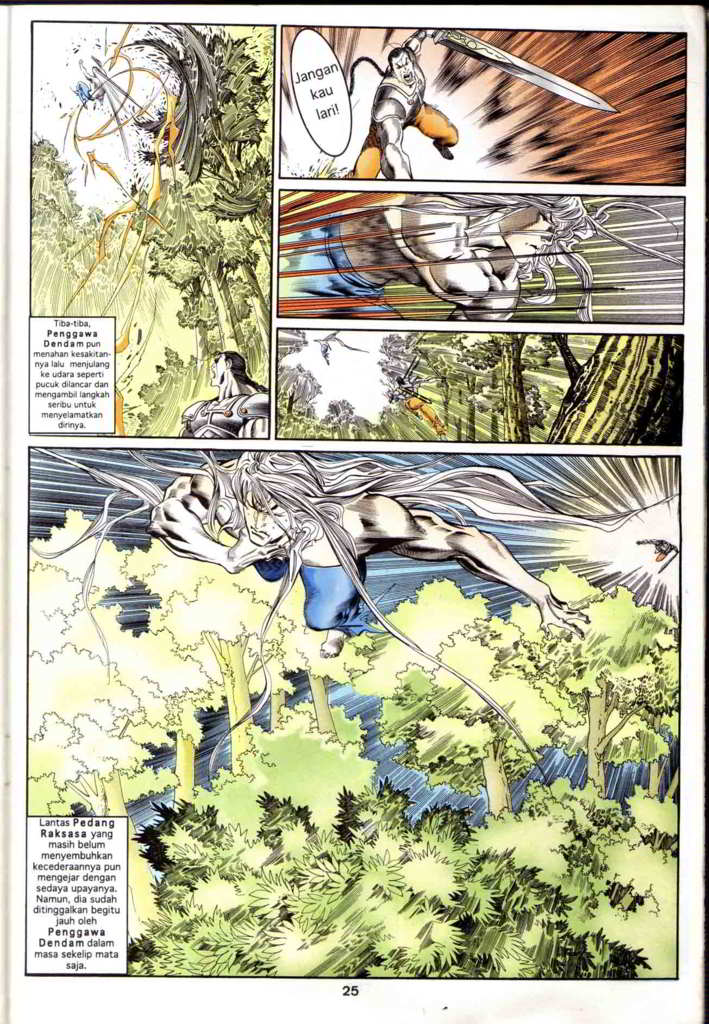 Jangan
kau
lari!
Tiba-tiba,
Penggawa
Dendam pun
menahan kesakitan-
nya lalu menjulang
ke udara seperti
pucuk dilancar dan
mengambil langkah
seribu untuk
menyelamatkan
dirinya.
Lantas Pedang
Raksasa yang
masih belum
menyembuhkan
kecederaannya pun
mengejar dengan
sedaya upayanya.
Namun, dia sudah
ditinggalkan begitu
jauh oleh
Penggawa
Dendam dalam
masa sekelip mata
saja.
25